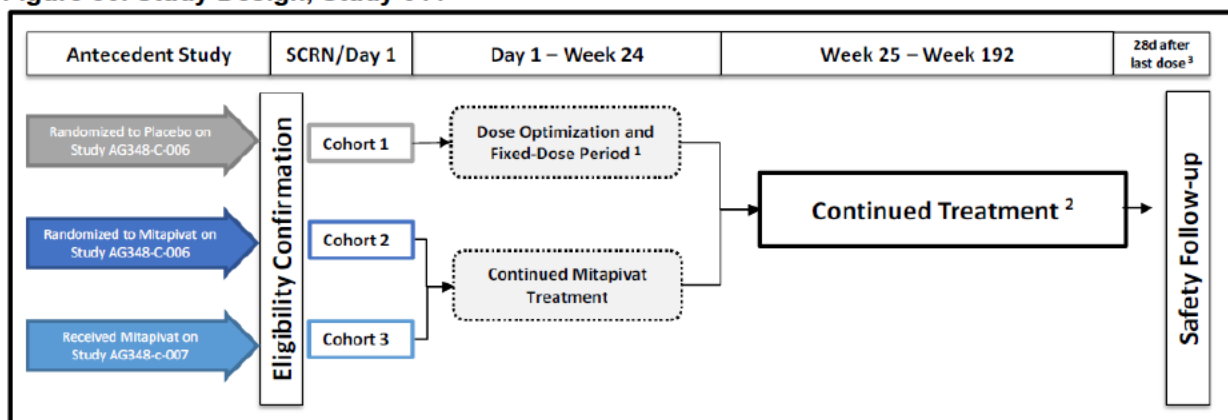 Antecedent Study
SCRN/Day 1
Day 1 – Week 24
Week 25 – Week 192
28d after
last dose 3
Randomized to Placebo on
Study AG348-C-006
Randomized to Mitapivat on
Study AG348-C-006
Received Mitapivat on
Study AG348-c-007
Eligibility Confirmation
Cohort 1
Cohort 2
Cohort 3
Dose Optimization and
Fixed-Dose Period 1
Continued Mitapivat
Treatment
Continued Treatment 2
Safety Follow-up